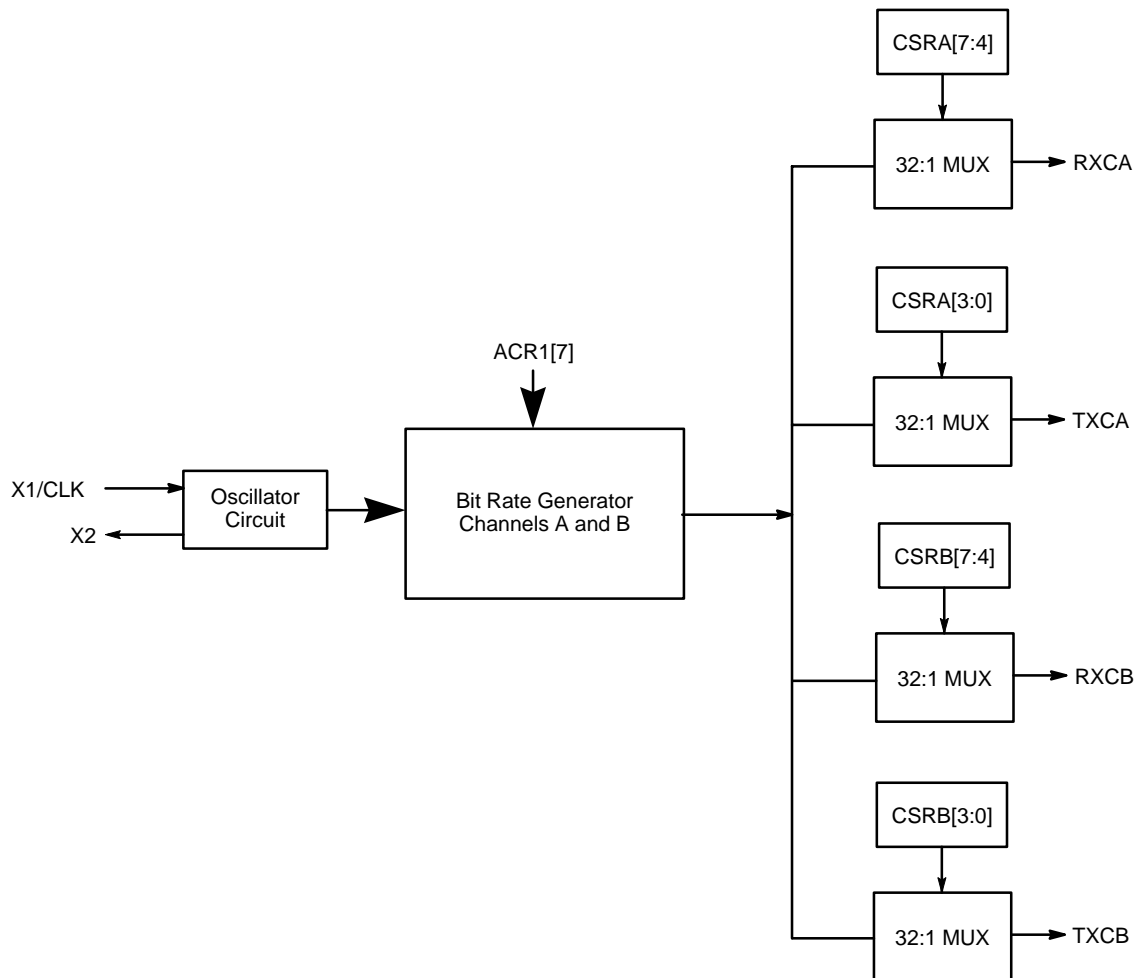 CSRA[7:4]
32:1 MUX
RXCA
CSRA[3:0]
ACR1[7]
32:1 MUX
TXCA
X1/CLK
X2
Oscillator
Circuit
Bit Rate Generator
Channels A and B
CSRB[7:4]
32:1 MUX
RXCB
CSRB[3:0]
32:1 MUX
TXCB